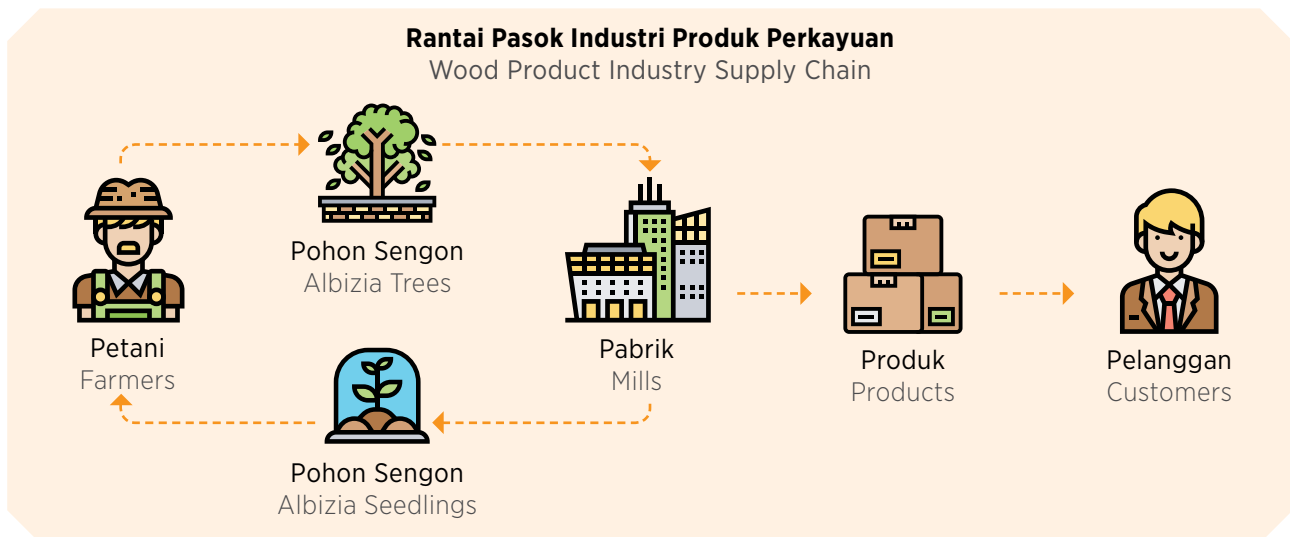 Rantai Pasok Industri Produk Perkayuan
Wood Product Industry Supply Chain
Pohon Sengon
Albizia Trees
Petani
Farmers
Pabrik
Mills
Produk
Products
Pelanggan
Customers
Pohon Sengon
Albizia Seedlings